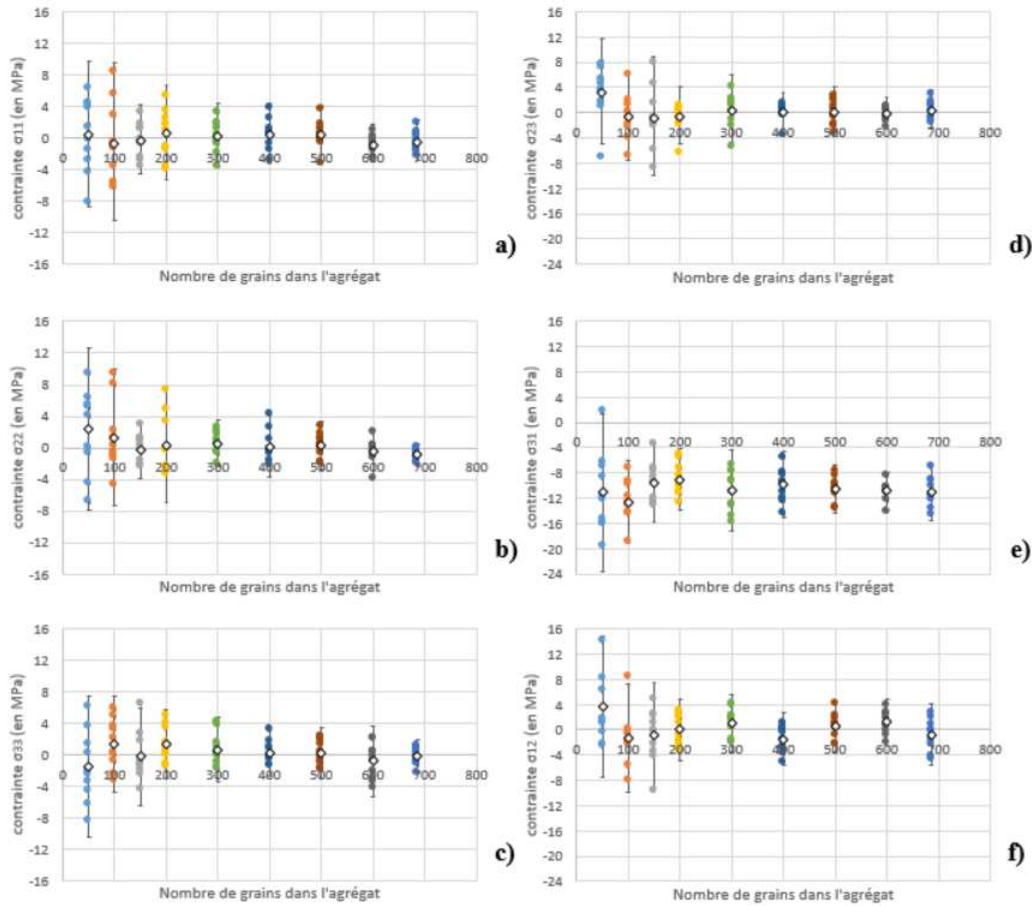 16
12
8
4
0
-4
-8
-12
-16
0 100 200 300 400 500 600 700 800
contrainte σ11 (en MPa)
Nombre de grains dans l'agrégat
a)
16
12
8
4
0
-4
-8
-12
-16
-20
-24
0 100 200 300 400 500 600 700 800
contrainte σ23 (en MPa)
Nombre de grains dans l'agrégat
d)
16
12
8
4
0
-4
-8
-12
-16
0 100 200 300 400 500 600 700 800
contrainte σ22 (en MPa)
Nombre de grains dans l'agrégat
b)
16
12
8
4
0
-4
-8
-12
-16
-20
-24
0 100 200 300 400 500 600 700 800
contrainte σ31 (en MPa)
Nombre de grains dans l'agrégat
e)
16
12
8
4
0
-4
-8
-12
-16
0 100 200 300 400 500 600 700 800
contrainte σ33 (en MPa)
Nombre de grains dans l'agrégat
c)
16
12
8
4
0
-4
-8
-12
-16
-20
-24
0 100 200 300 400 500 600 700 800
contrainte σ12 (en MPa)
Nombre de grains dans l'agrégat
f)